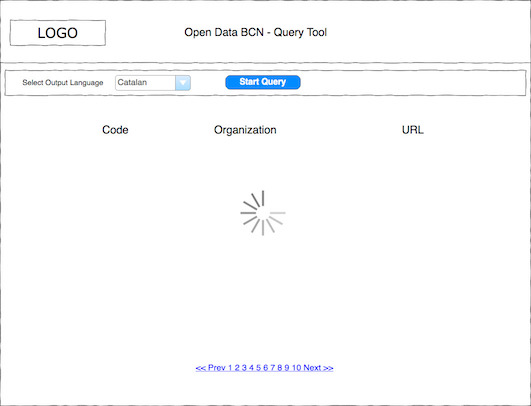 LOGO
Open Data BCN - Query Tool
Select Output Language Catalan Start Query
Code Organization URL
<< Prev 1 2 3 4 5 6 7 8 9 10 Next >>